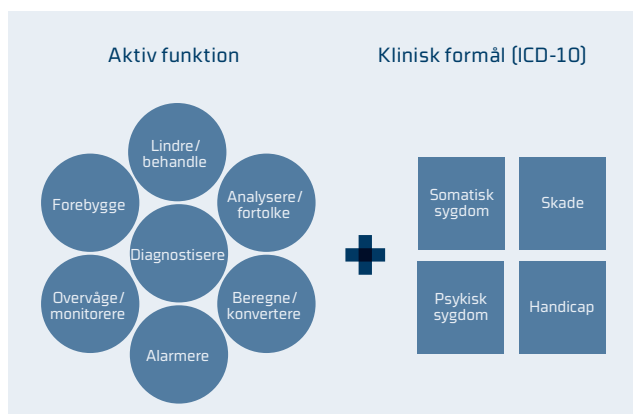 Aktiv funktion
Klinisk formål (ICD-10)
Lindre/
behandle
Forebygge
Analysere/
fortolke
Diagnostisere
Overvåge/
monitorere
Beregne/
konvertere
Alarmere
Somatisk
sygdom
Skade
Psykisk
sygdom
Handicap